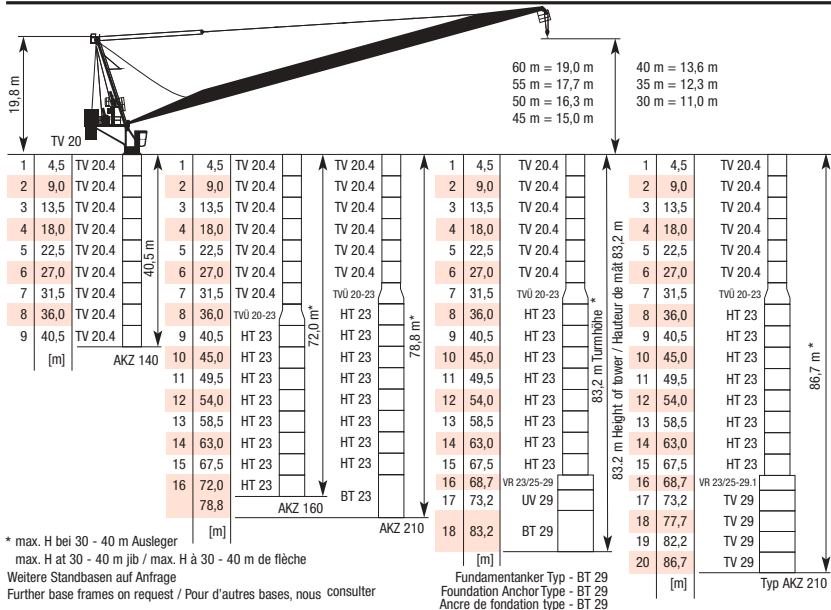 60 m = 19,0 m 40 m = 13,6 m
55 m = 17,7 m 35 m = 12,3 m
50 m = 16,3 m 30 m = 11,0 m
45 m = 15,0 m
19,8 m
TV 20
1 4,5 TV 20.4
2 9,0 TV 20.4
3 13,5 TV 20.4
4 18,0 TV 20.4
5 22,5 TV 20.4
6 27,0 TV 20.4
7 31,5 TV 20.4
8 36,0 TV 20.4
9 40,5 TV 20.4
[m]
40,5 m
AKZ 140
1 4,5 TV 20.4 TV 20.4
2 9,0 TV 20.4 TV 20.4
3 13,5 TV 20.4 TV 20.4
4 18,0 TV 20.4 TV 20.4
5 22,5 TV 20.4 TV 20.4
6 27,0 TV 20.4 TV 20.4
7 31,5 TV 20.4 TVÜ 20-23
8 36,0 TVÜ 20-23 HT 23
9 40,5 HT 23 HT 23
10 45,0 HT 23 HT 23
11 49,5 HT 23 HT 23
12 54,0 HT 23 HT 23
13 58,5 HT 23 HT 23
14 63,0 HT 23 HT 23
15 67,5 HT 23 HT 23
16 72,0 HT 23 BT 23
78,8
[m]
72,0 m*
AKZ 160
78,8 m*
AKZ 210
1 4,5 TV 20.4
2 9,0 TV 20.4
3 13,5 TV 20.4
4 18,0 TV 20.4
5 22,5 TV 20.4
6 27,0 TV 20.4
7 31,5 TVÜ 20-23
8 36,0 HT 23
9 40,5 HT 23
10 45,0 HT 23
11 49,5 HT 23
12 54,0 HT 23
13 58,5 HT 23
14 63,0 HT 23
15 67,5 HT 23
16 68,7 VR 23/25-29
17 73,2 UV 29
18 83,2 BT 29
[m]
83,2 m Turmhöhe *
83,2 m Height of tower / Hauteur de mât 83,2 m
Fundamentanker Typ - BT 29
Foundation Anchor Type - BT 29
Ancre de fondation type - BT 29
1 4,5 TV 20.4
2 9,0 TV 20.4
3 13,5 TV 20.4
4 18,0 TV 20.4
5 22,5 TV 20.4
6 27,0 TV 20.4
7 31,5 TVÜ 20-23
8 36,0 HT 23
9 40,5 HT 23
10 45,0 HT 23
11 49,5 HT 23
12 54,0 HT 23
13 58,5 HT 23
14 63,0 HT 23
15 67,5 HT 23
16 68,7 VR 23/25-29.1
17 73,2 TV 29
18 77,7 TV 29
19 82,2 TV 29
20 86,7 TV 29
[m]
86,7 m *
Typ AKZ 210
* max. H bei 30 - 40 m Ausleger
max. H at 30 - 40 m jib / max. H à 30 - 40 m de flèche
Weitere Standbasen auf Anfrage
Further base frames on request / Pour d'autres bases, nous consulter